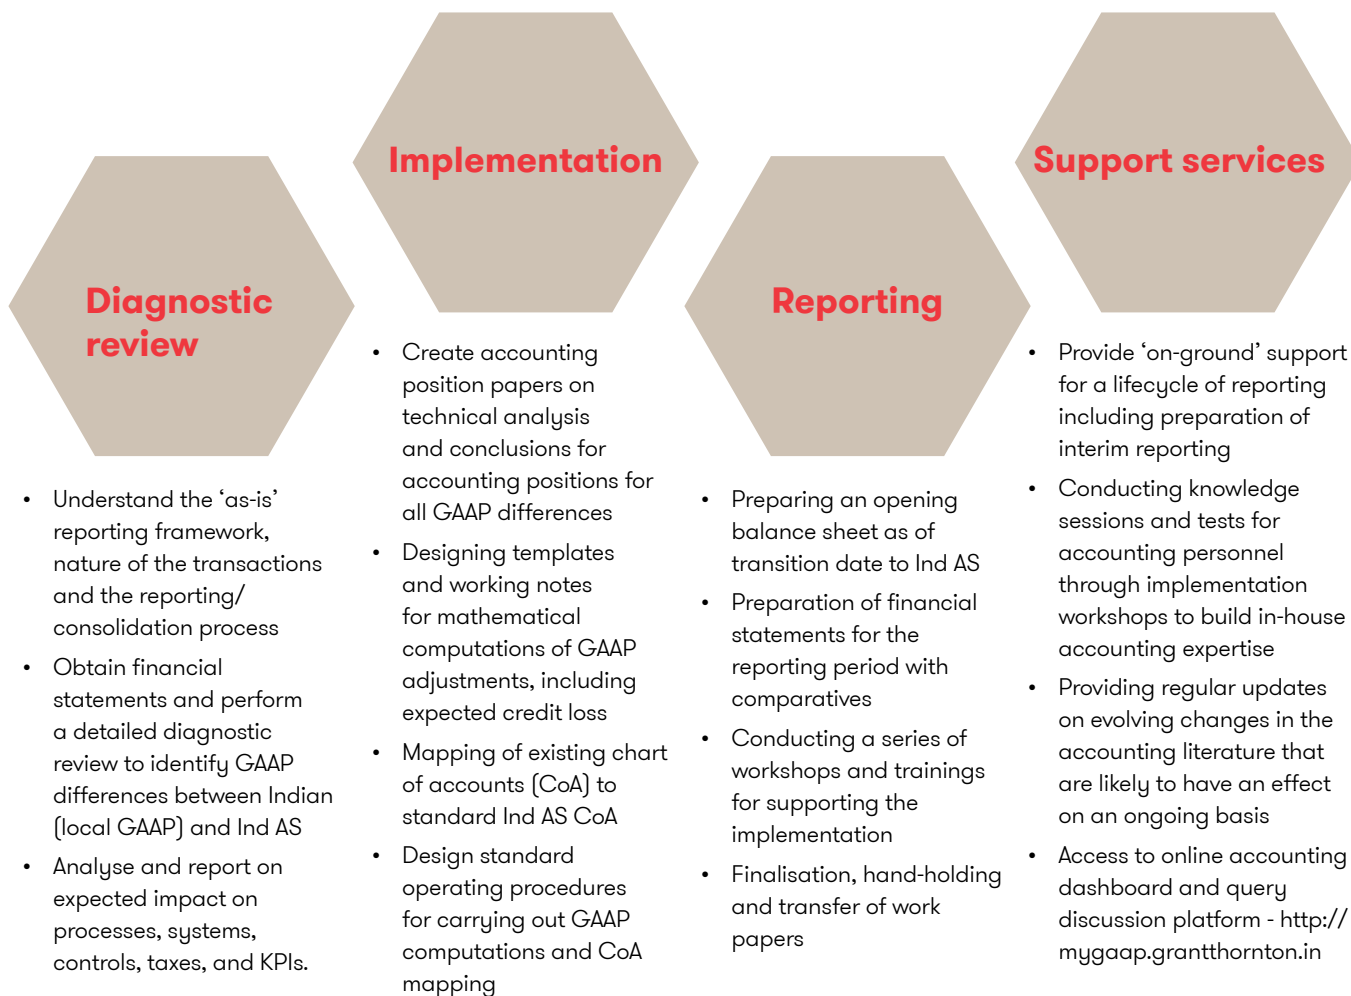 Diagnostic
review
• Understand the ‘as-is’
reporting framework,
nature of the transactions
and the reporting/
consolidation process
• Obtain financial
statements and perform
a detailed diagnostic
review to identify GAAP
differences between Indian
(local GAAP) and Ind AS
• Analyse and report on
expected impact on
processes, systems,
controls, taxes, and KPIs.
Implementation
• Create accounting
position papers on
technical analysis
and conclusions for
accounting positions for
all GAAP differences
• Designing templates
and working notes
for mathematical
computations of GAAP
adjustments, including
expected credit loss
• Mapping of existing chart
of accounts (CoA) to
standard Ind AS CoA
• Design standard
operating procedures
for carrying out GAAP
computations and CoA
mapping
Reporting
• Preparing an opening
balance sheet as of
transition date to Ind AS
• Preparation of financial
statements for the
reporting period with
comparatives
• Conducting a series of
workshops and trainings
for supporting the
implementation
• Finalisation, hand-holding
and transfer of work
papers
Support services
• Provide ‘on-ground’ support
for a lifecycle of reporting
including preparation of
interim reporting
• Conducting knowledge
sessions and tests for
accounting personnel
through implementation
workshops to build in-house
accounting expertise
• Providing regular updates
on evolving changes in the
accounting literature that
are likely to have an effect
on an ongoing basis
• Access to online accounting
dashboard and query
discussion platform - http://
mygaap.grantthornton.in